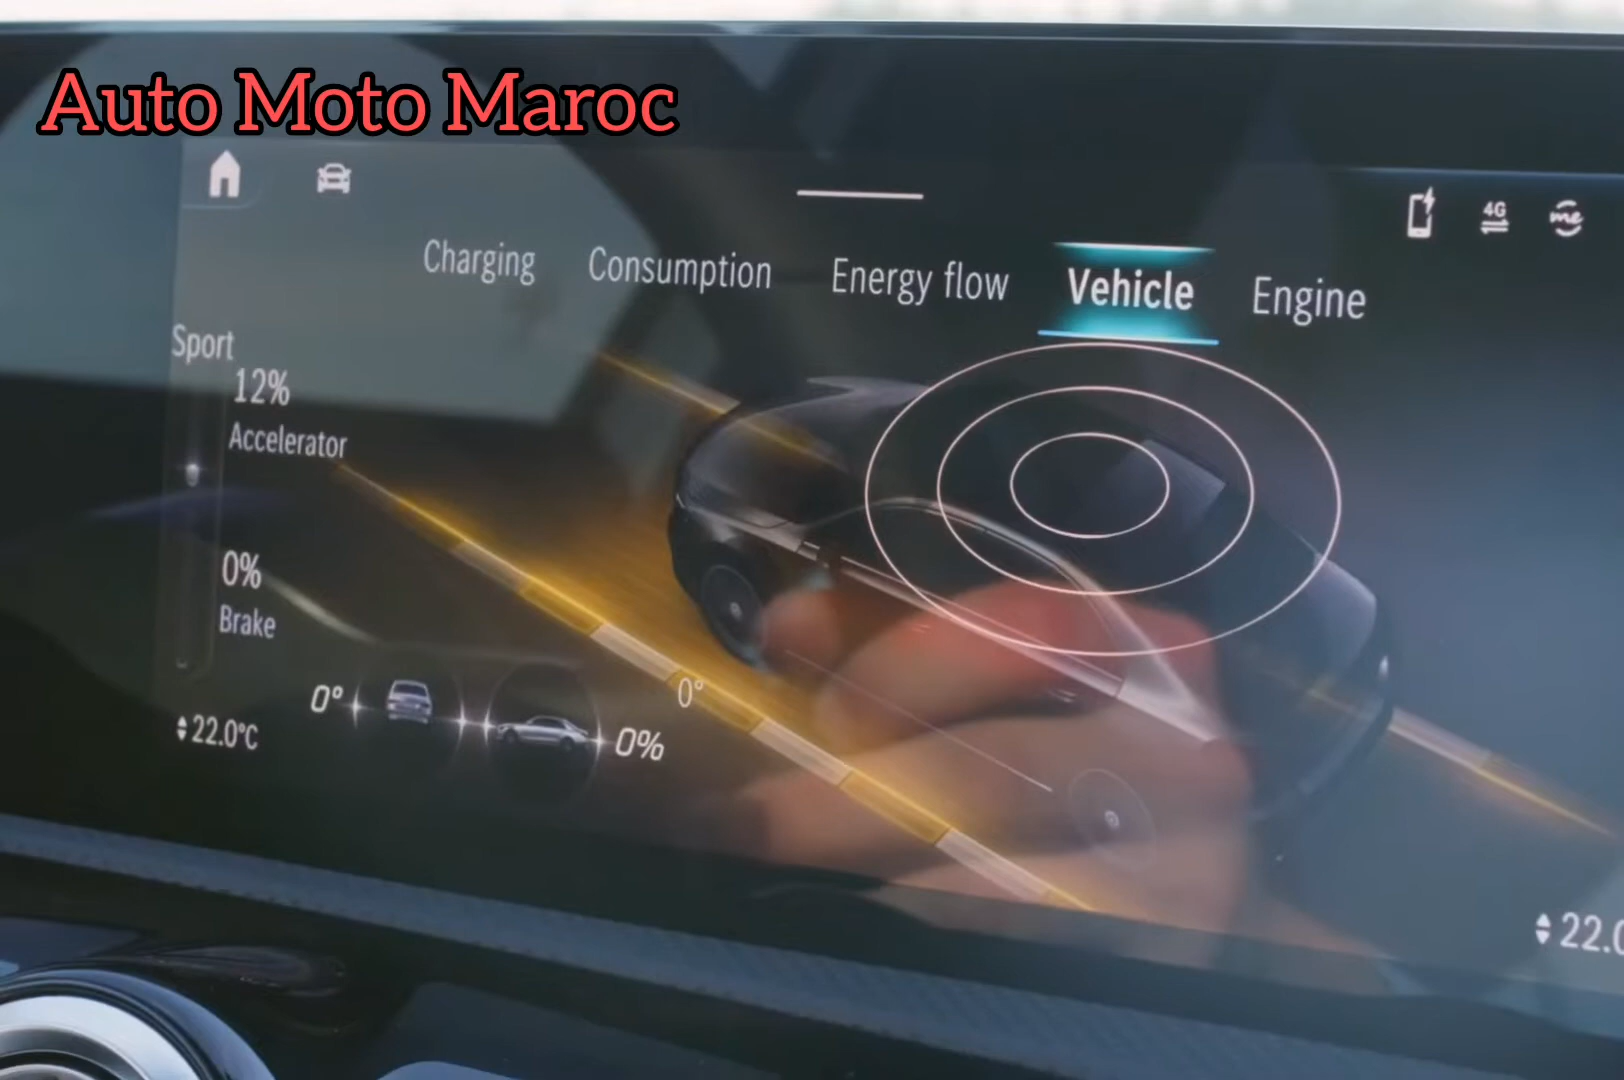 Auto Moto Maroc
4G
me
Charging
Consumption
Energy flow
Vehicle
Engine
Sport
12%
Accelerator
0%
Brake
0°
0%
0°
22.0°C
22.0